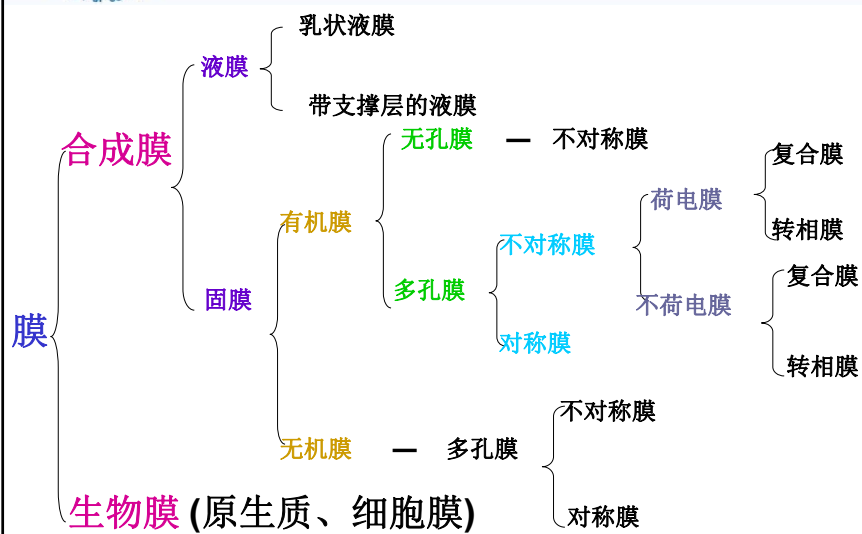 乳状液膜
液膜
带支撑层的液膜
无孔膜 — 不对称膜
合成膜
复合膜
荷电膜
有机膜
转相膜
不对称膜
复合膜
固膜
多孔膜
不荷电膜
膜
对称膜
转相膜
不对称膜
无机膜 — 多孔膜
生物膜 (原生质、细胞膜)
对称膜